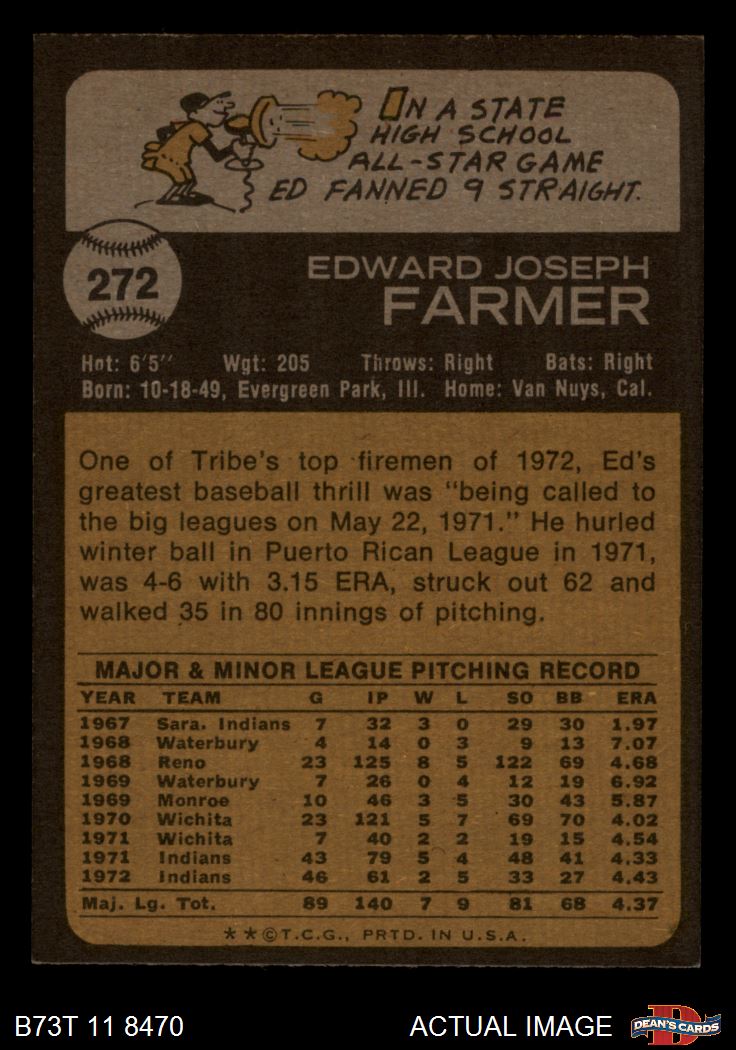 ON A STATE
HIGH SCHOOL
ALL-STAR GAME
ED FANNED 9 STRAIGHT.
272
EDWARD JOSEPH
FARMER
Hgt: 6'5" Wgt: 205 Throws: Right Bats: Right
Born: 10-18-49, Evergreen Park, Ill. Home: Van Nuys, Cal.
One of Tribe's top firemen of 1972, Ed's
greatest baseball thrill was "being called to
the big leagues on May 22, 1971." He hurled
winter ball in Puerto Rican League in 1971,
was 4-6 with 3.15 ERA, struck out 62 and
walked 35 in 80 innings of pitching.
MAJOR & MINOR LEAGUE PITCHING RECORD
YEAR TEAM G IP W L SO BB ERA
1967 Sara. Indians 7 32 3 0 29 30 1.97
1968 Waterbury 4 14 0 3 9 13 7.07
1968 Reno 23 125 8 5 122 69 4.68
1969 Waterbury 7 26 0 4 12 19 6.92
1969 Monroe 10 46 3 5 30 43 5.87
1970 Wichita 23 121 5 7 69 70 4.02
1971 Wichita 7 40 2 2 19 15 4.54
1971 Indians 43 79 5 4 48 41 4.33
1972 Indians 46 61 2 5 33 27 4.43
Maj. Lg. Tot. 89 140 7 9 81 68 4.37
**©T.C.G., PRTD. IN U.S.A.
B73T 11 8470 ACTUAL IMAGE DEAN'S CARDS